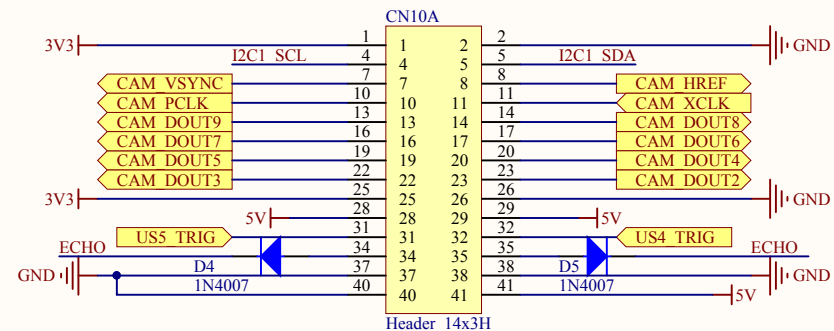 CN10A
3V3 1 1 2 2 GND
I2C1_SCL 4 4 5 5 I2C1_SDA
CAM_VSYNC 7 7 8 8 CAM_HREF
CAM_PCLK 10 10 11 11 CAM_XCLK
CAM_DOUT9 13 13 14 14 CAM_DOUT8
CAM_DOUT7 16 16 17 17 CAM_DOUT6
CAM_DOUT5 19 19 20 20 CAM_DOUT4
CAM_DOUT3 22 22 23 23 CAM_DOUT2
3V3 25 25 26 26 GND
5V 28 28 29 29 5V
US5_TRIG 31 31 32 32 US4_TRIG
ECHO 34 34 35 35 ECHO
GND D4 37 37 38 38 D5 GND
1N4007 40 40 41 41 1N4007 5V
Header_14x3H